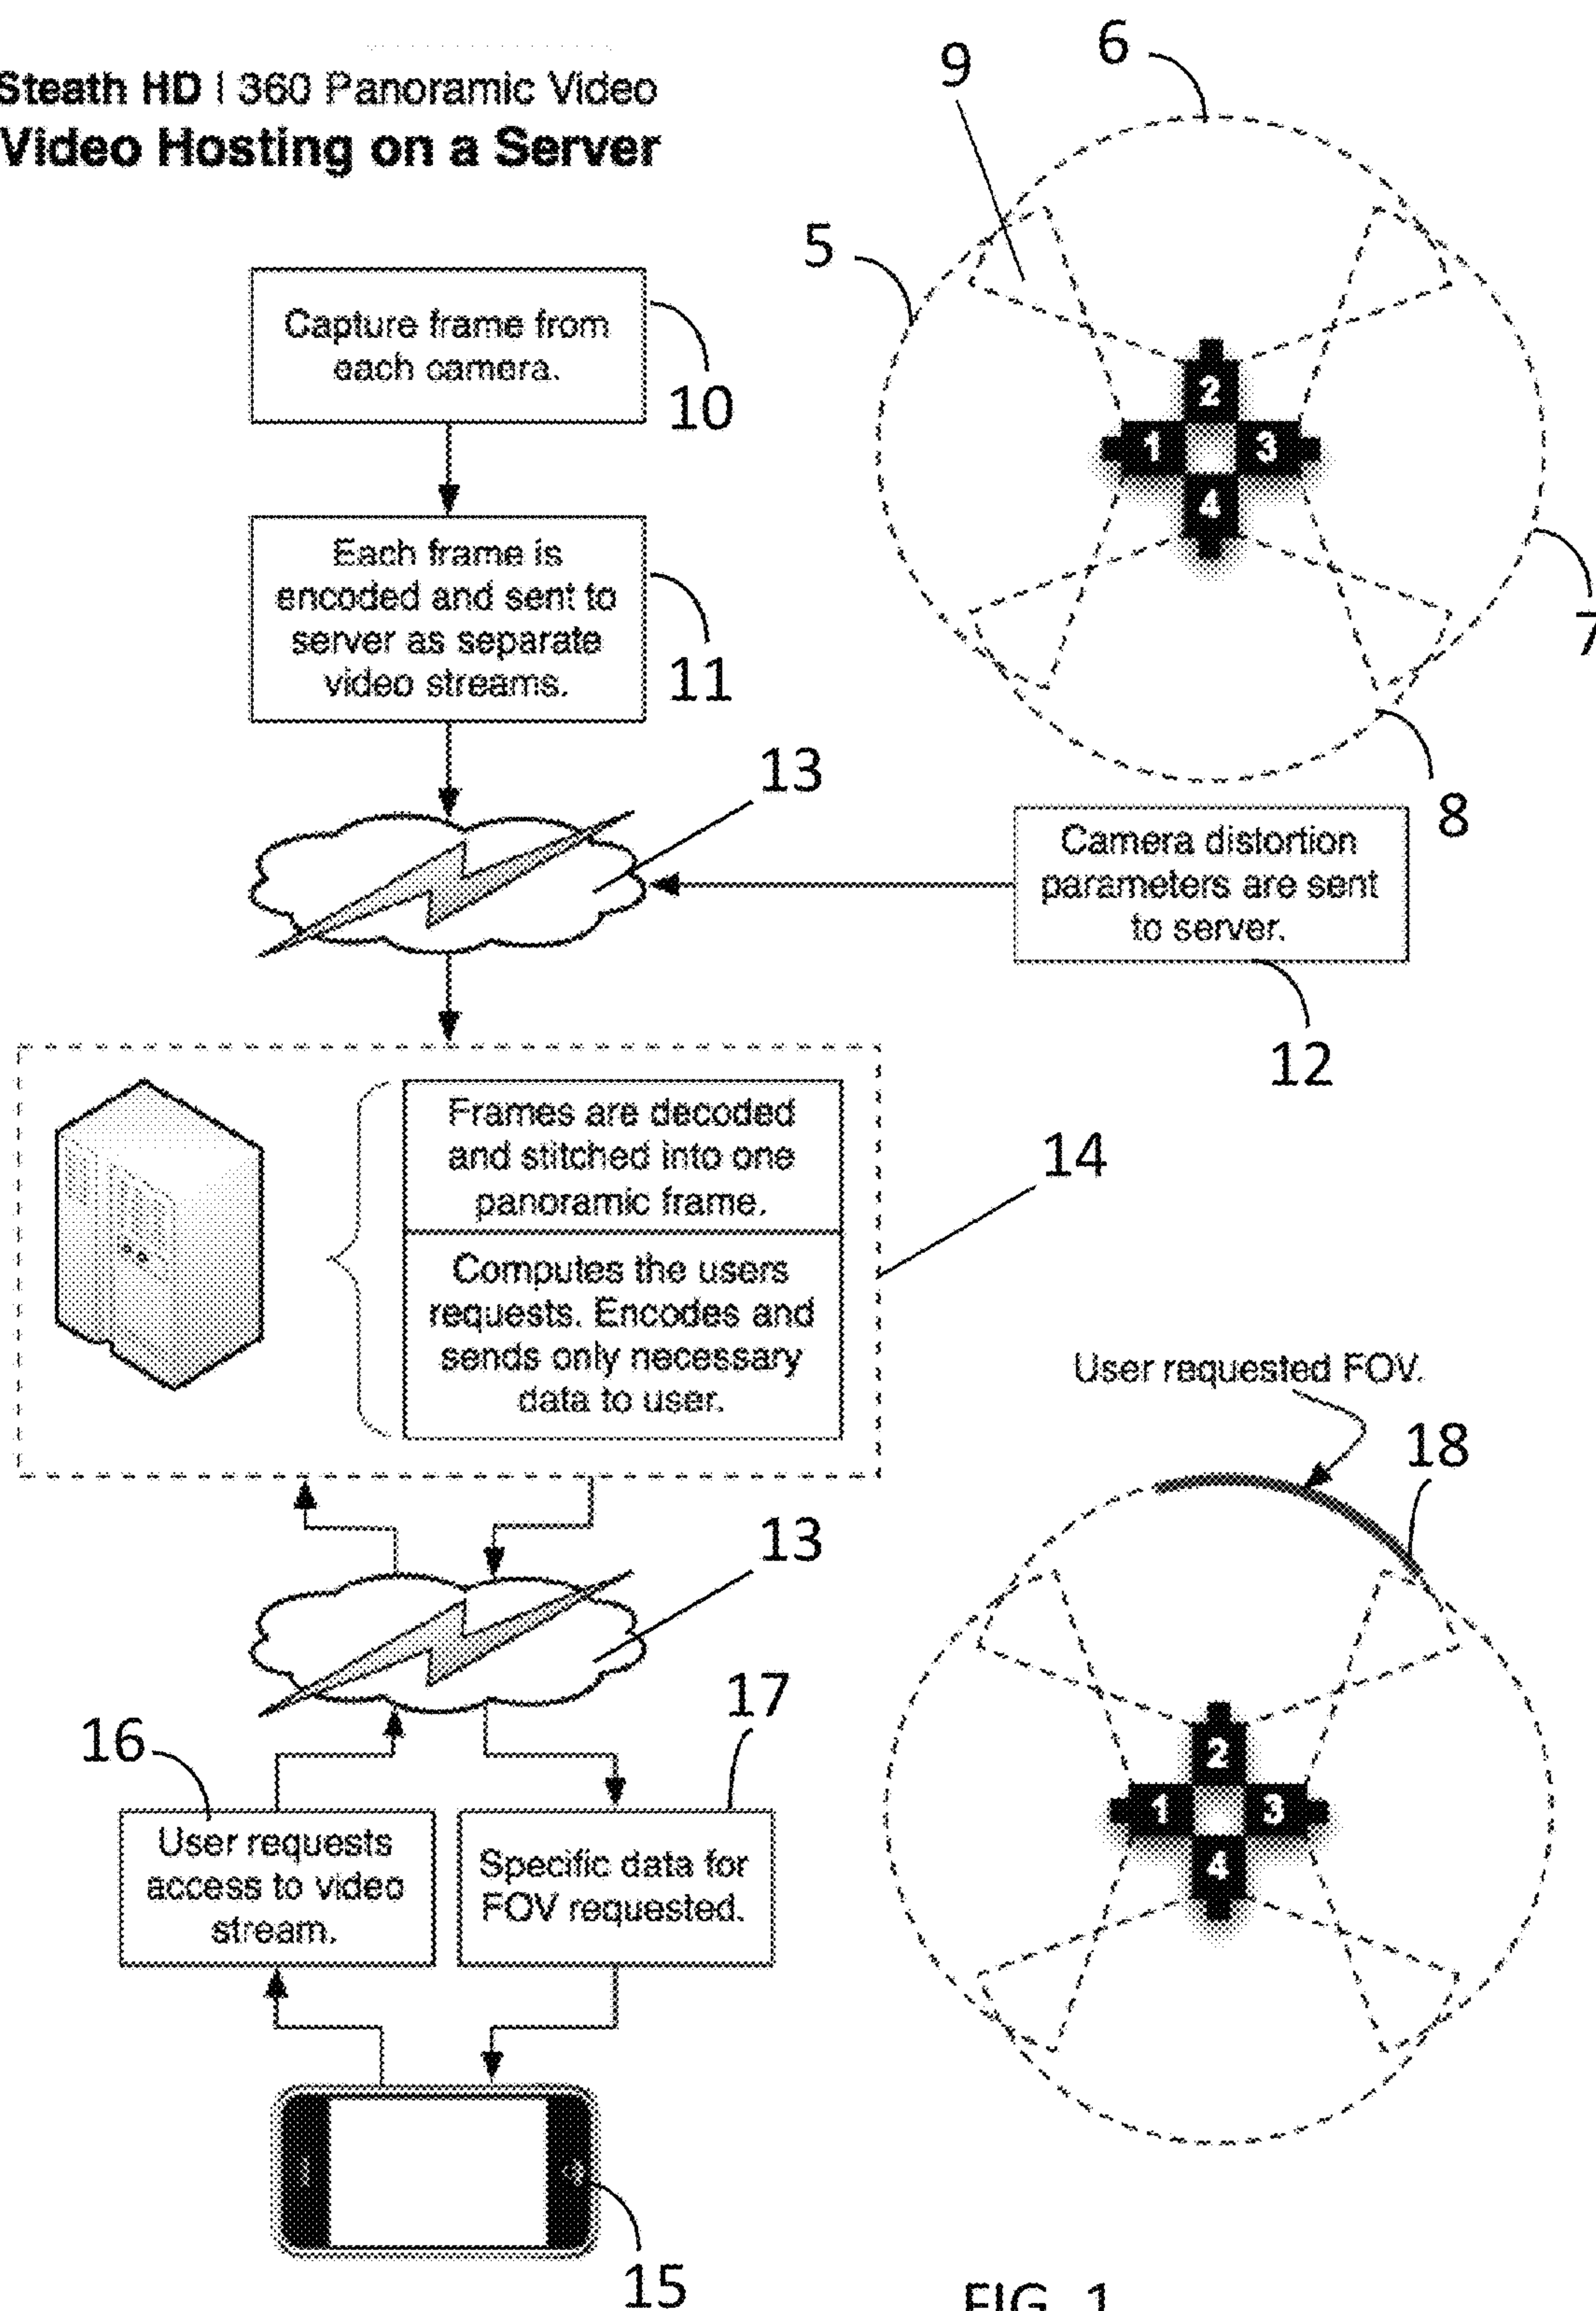 Steath HD | 360 Panoramic Video
Video Hosting on a Server
9
6
5
Capture frame from
each camera.
10
2
1
3
4
Each frame is
encoded and sent to
server as separate
video streams.
11
7
8
13
Camera distortion
parameters are sent
to server.
12
Frames are decoded
and stitched into one
panoramic frame.
14
Computes the users
requests. Encodes and
sends only necessary
data to user.
User requested FOV.
18
13
16
17
User requests
access to video
stream.
Specific data for
FOV requested.
2
1
3
4
15
FIG. 1